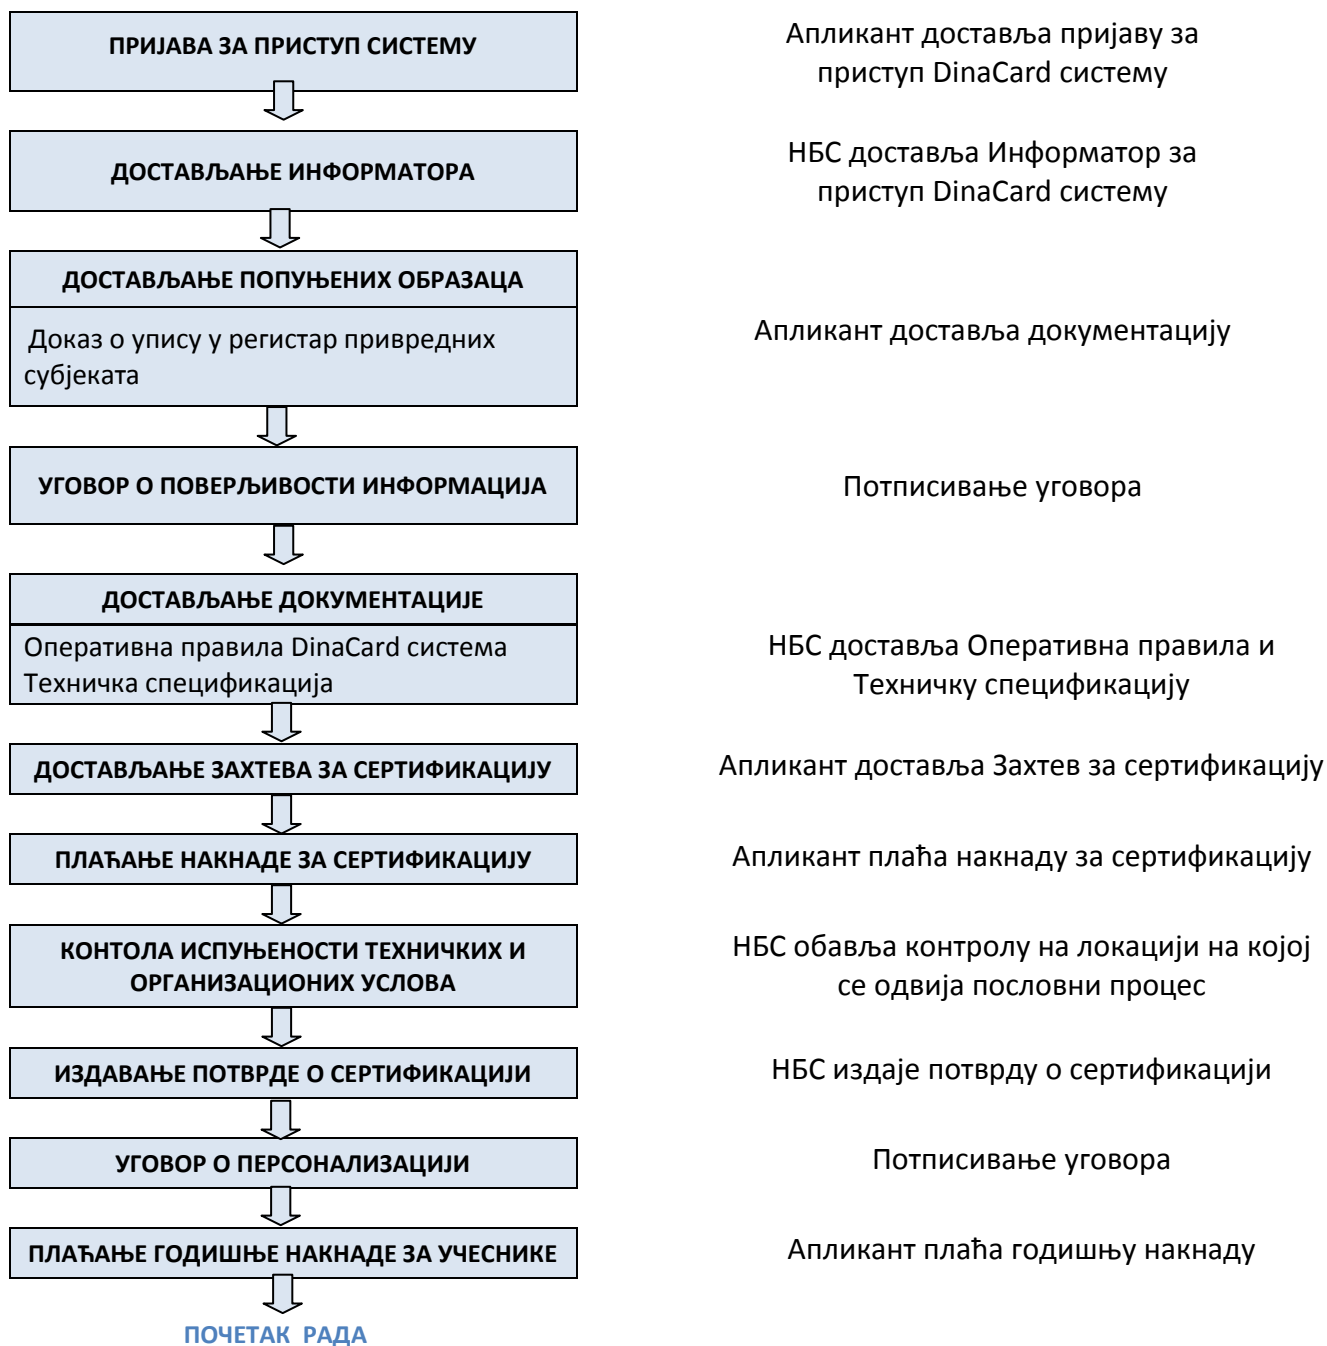 ПРИЈАВА ЗА ПРИСТУП СИСТЕМУ
Апликант доставља пријаву за
приступ DinaCard систему
ДОСТАВЉАЊЕ ИНФОРМАТОРА
НБС доставља Информатор за
приступ DinaCard систему
ДОСТАВЉАЊЕ ПОПУЊЕНИХ ОБРАЗАЦА
Доказ о упису у регистар привредних
субјеката
Апликант доставља документацију
УГОВОР О ПОВЕРЉИВОСТИ ИНФОРМАЦИЈА
Потписивање уговора
ДОСТАВЉАЊЕ ДОКУМЕНТАЦИЈЕ
Оперативна правила DinaCard система
Техничка спецификација
НБС доставља Оперативна правила и
Техничку спецификацију
ДОСТАВЉАЊЕ ЗАХТЕВА ЗА СЕРТИФИКАЦИЈУ
Апликант доставља Захтев за сертификацију
ПЛАЋАЊЕ НАКНАДЕ ЗА СЕРТИФИКАЦИЈУ
Апликант плаћа накнаду за сертификацију
КОНТОЛА ИСПУЊЕНОСТИ ТЕХНИЧКИХ И
ОРГАНИЗАЦИОНИХ УСЛОВА
НБС обавља контролу на локацији на којој
се одвија пословни процес
ИЗДАВАЊЕ ПОТВРДЕ О СЕРТИФИКАЦИЈИ
НБС издаје потврду о сертификацији
УГОВОР О ПЕРСОНАЛИЗАЦИЈИ
Потписивање уговора
ПЛАЋАЊЕ ГОДИШЊЕ НАКНАДЕ ЗА УЧЕСНИКЕ
Апликант плаћа годишњу накнаду
ПОЧЕТАК РАДА